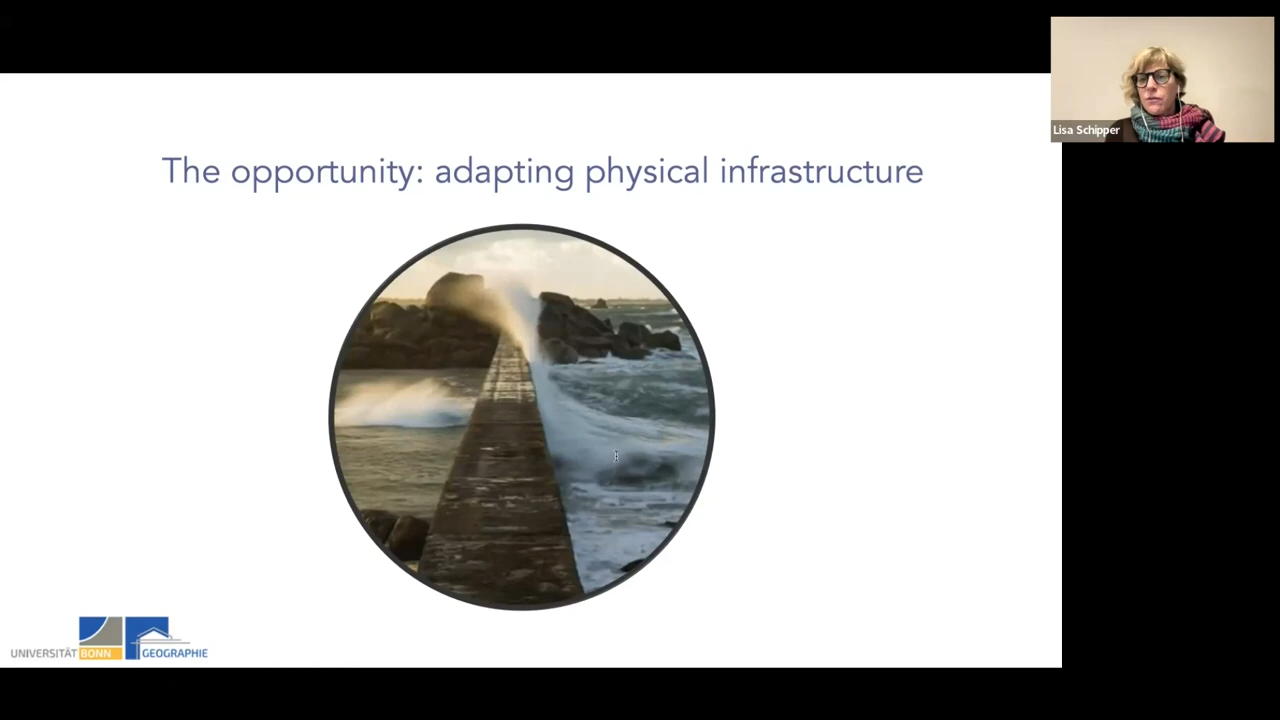 Lisa Schipper
The opportunity: adapting physical infrastructure
UNIVERSITÄT BONN
GEOGRAPHIE